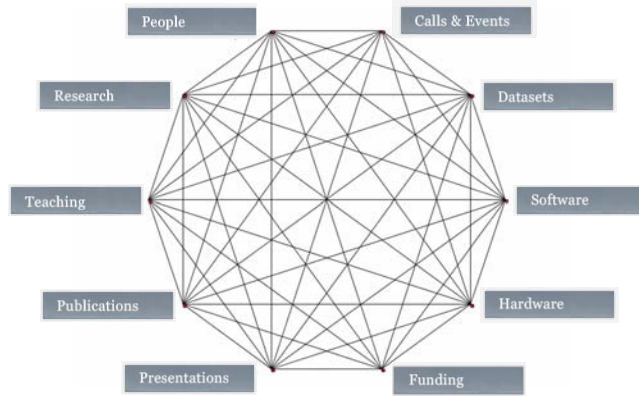 People
Calls & Events
Research
Datasets
Teaching
Software
Publications
Hardware
Presentations
Funding